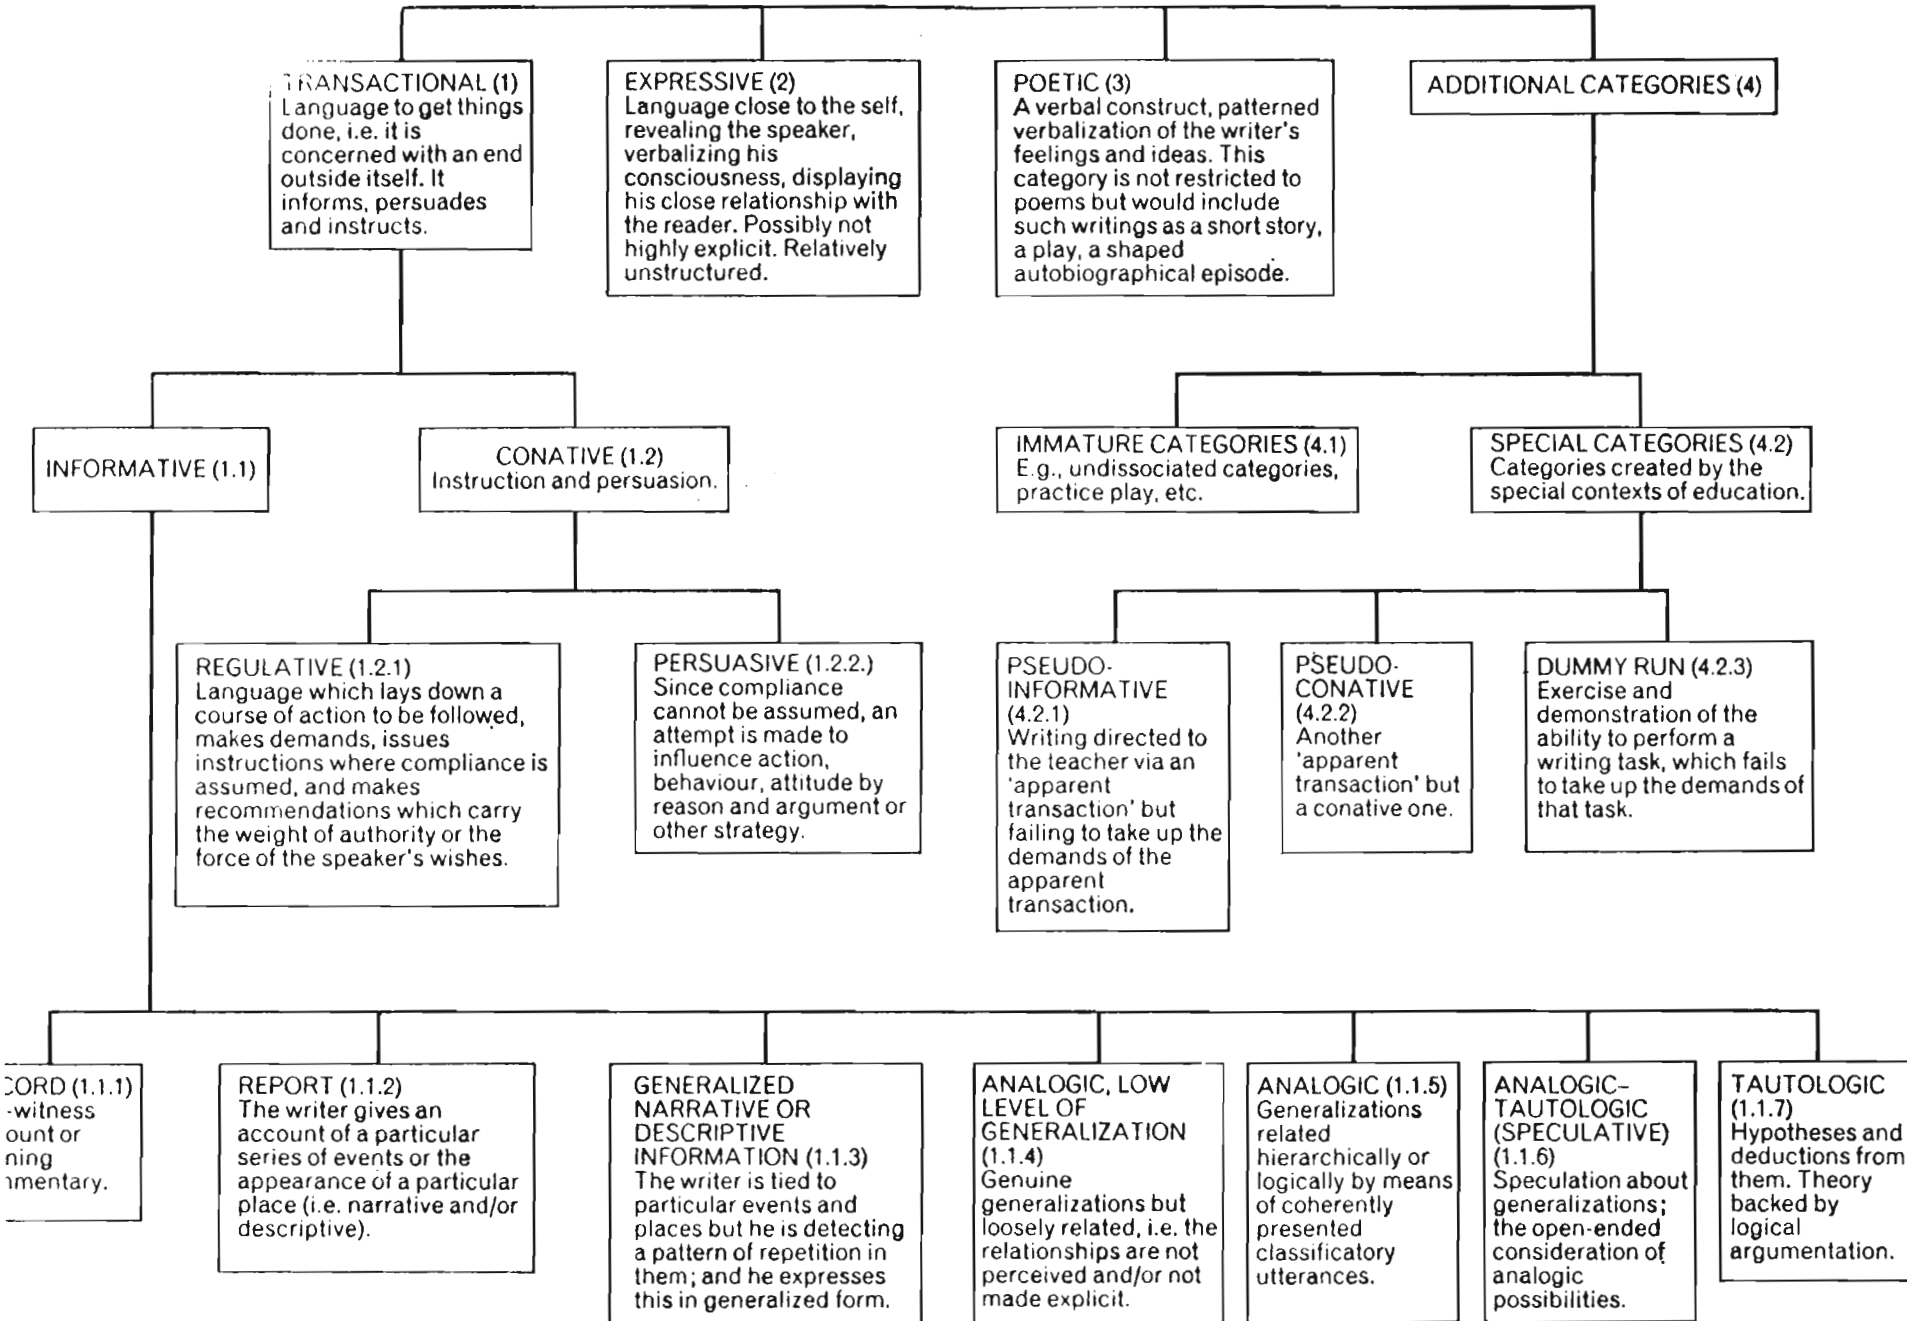 TRANSACTIONAL (1)
Language to get things
done, i.e. it is
concerned with an end
outside itself. It
informs, persuades
and instructs.
EXPRESSIVE (2)
Language close to the self,
revealing the speaker,
verbalizing his
consciousness, displaying
his close relationship with
the reader. Possibly not
highly explicit. Relatively
unstructured.
POETIC (3)
A verbal construct, patterned
verbalization of the writer's
feelings and ideas. This
category is not restricted to
poems but would include
such writings as a short story,
a play, a shaped
autobiographical episode.
ADDITIONAL CATEGORIES (4)
INFORMATIVE (1.1)
CONATIVE (1.2)
Instruction and persuasion.
IMMATURE CATEGORIES (4.1)
E.g., undissociated categories,
practice play, etc.
SPECIAL CATEGORIES (4.2)
Categories created by the
special contexts of education.
REGULATIVE (1.2.1)
Language which lays down a
course of action to be followed,
makes demands, issues
instructions where compliance is
assumed, and makes
recommendations which carry
the weight of authority or the
force of the speaker's wishes.
PERSUASIVE (1.2.2.)
Since compliance
cannot be assumed, an
attempt is made to
influence action,
behaviour, attitude by
reason and argument or
other strategy.
PSEUDO-
INFORMATIVE
(4.2.1)
Writing directed to
the teacher via an
'apparent
transaction' but
failing to take up the
demands of the
apparent
transaction.
PSEUDO-
CONATIVE
(4.2.2)
Another
'apparent
transaction' but
a conative one.
DUMMY RUN (4.2.3)
Exercise and
demonstration of the
ability to perform a
writing task, which fails
to take up the demands of
that task.
CORD (1.1.1)
-witness
ount or
ning
mmentary.
REPORT (1.1.2)
The writer gives an
account of a particular
series of events or the
appearance of a particular
place (i.e. narrative and/or
descriptive).
GENERALIZED
NARRATIVE OR
DESCRIPTIVE
INFORMATION (1.1.3)
The writer is tied to
particular events and
places but he is detecting
a pattern of repetition in
them; and he expresses
this in generalized form.
ANALOGIC, LOW
LEVEL OF
GENERALIZATION
(1.1.4)
Genuine
generalizations but
loosely related, i.e. the
relationships are not
perceived and/or not
made explicit.
ANALOGIC (1.1.5)
Generalizations
related
hierarchically or
logically by means
of coherently
presented
classificatory
utterances.
ANALOGIC–
TAUTOLOGIC
(SPECULATIVE)
(1.1.6)
Speculation about
generalizations;
the open-ended
consideration of
analogic
possibilities.
TAUTOLOGIC
(1.1.7)
Hypotheses and
deductions from
them. Theory
backed by
logical
argumentation.